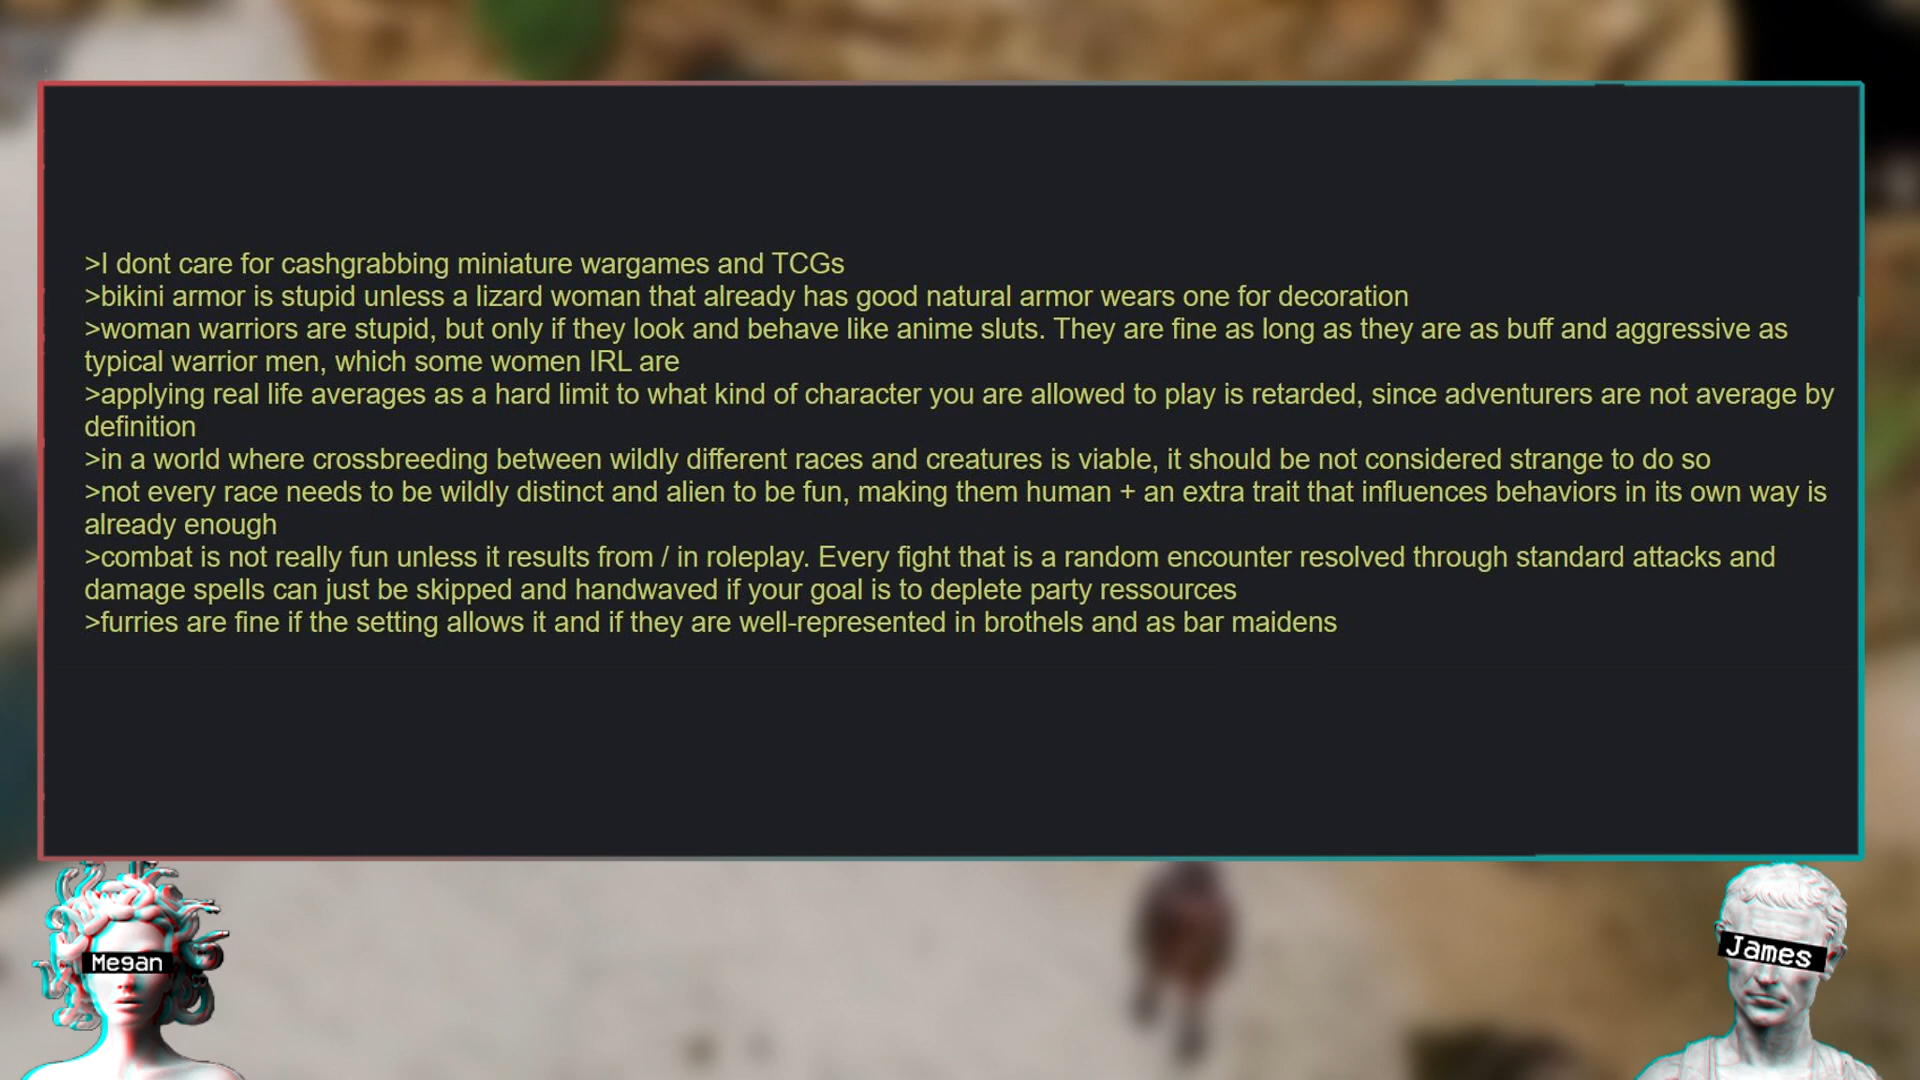 >I dont care for cashgrabbing miniature wargames and TCGs
>bikini armor is stupid unless a lizard woman that already has good natural armor wears one for decoration
>woman warriors are stupid, but only if they look and behave like anime sluts. They are fine as long as they are as buff and aggressive as
typical warrior men, which some women IRL are
>applying real life averages as a hard limit to what kind of character you are allowed to play is retarded, since adventurers are not average by
definition
>in a world where crossbreeding between wildly different races and creatures is viable, it should be not considered strange to do so
>not every race needs to be wildly distinct and alien to be fun, making them human + an extra trait that influences behaviors in its own way is
already enough
>combat is not really fun unless it results from / in roleplay. Every fight that is a random encounter resolved through standard attacks and
damage spells can just be skipped and handwaved if your goal is to deplete party ressources
>furries are fine if the setting allows it and if they are well-represented in brothels and as bar maidens
Megan
James